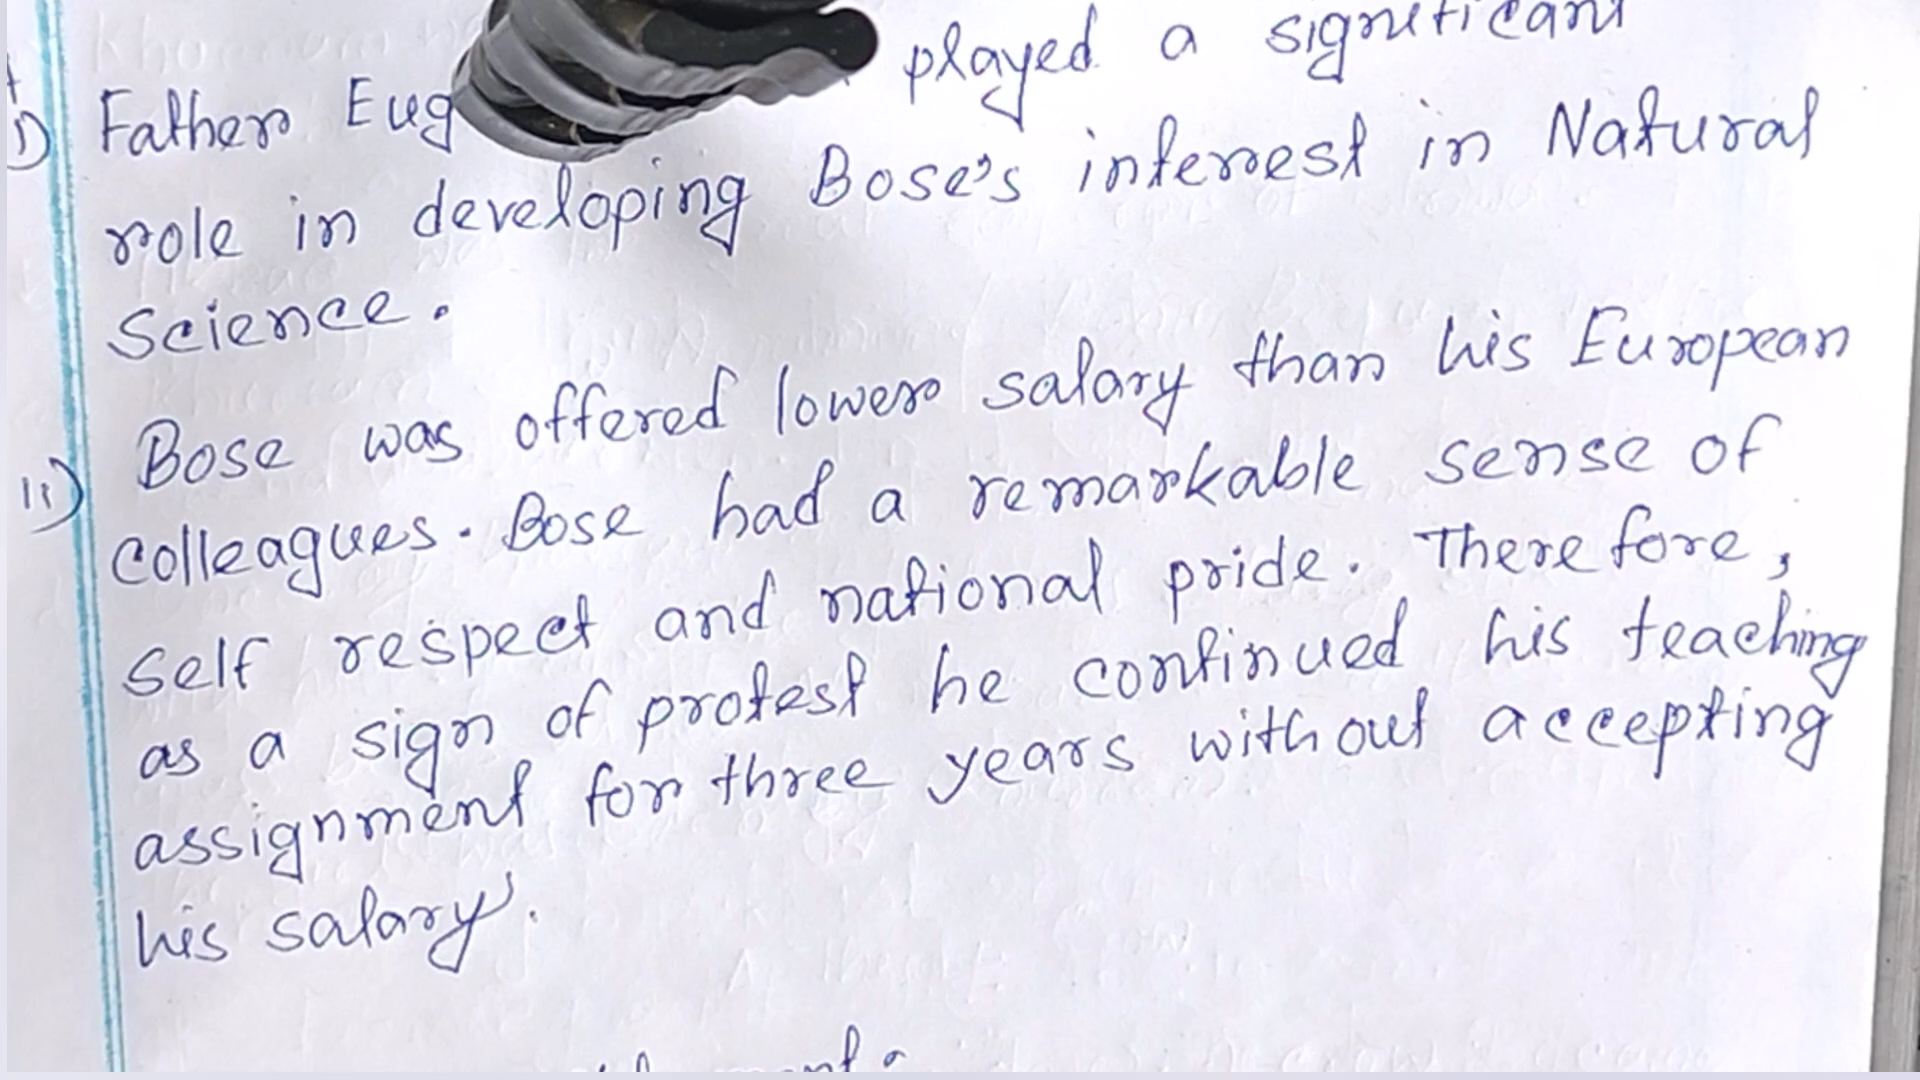 i) Father Eug played a significant
role in developing Bose's interest in Natural
Science.
ii) Bose was offered lower salary than his European
colleagues. Bose had a remarkable sense of
self respect and national pride. Therefore,
as a sign of protest he continued his teaching
assignment for three years without accepting
his salary.